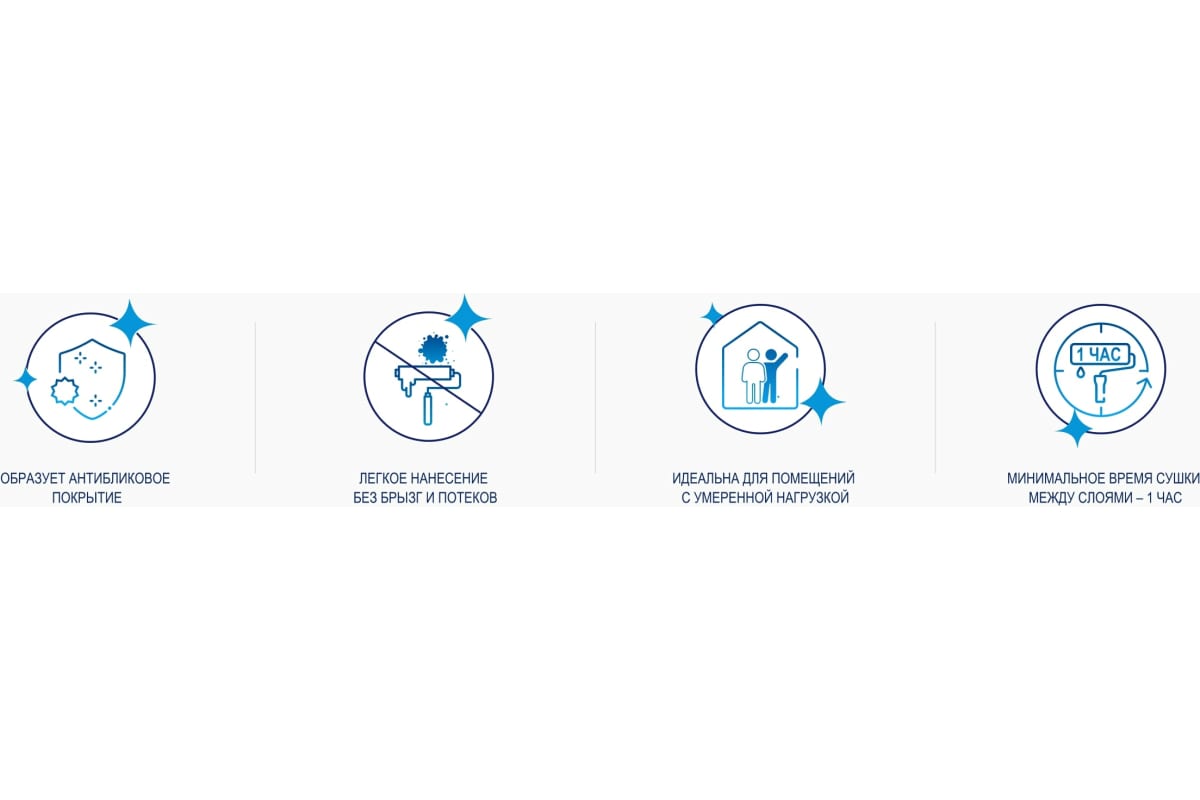 ОБРАЗУЕТ АНТИБЛИКОВОЕ
ПОКРЫТИЕ
ЛЕГКОЕ НАНЕСЕНИЕ
БЕЗ БРЫЗГ И ПОТЕКОВ
ИДЕАЛЬНА ДЛЯ ПОМЕЩЕНИЙ
С УМЕРЕННОЙ НАГРУЗКОЙ
1 ЧАС
МИНИМАЛЬНОЕ ВРЕМЯ СУШКИ
МЕЖДУ СЛОЯМИ – 1 ЧАС